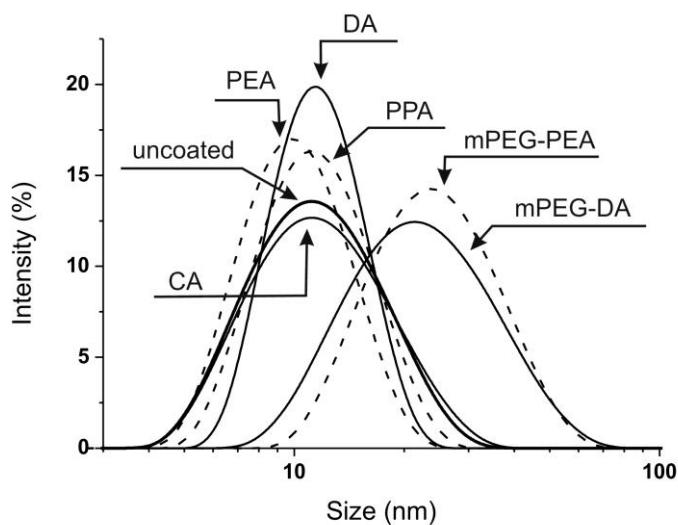 DA
20
PEA
PPA
uncoated
mPEG-PEA
15
mPEG-DA
Intensity (%)
10
CA
5
0
10
100
Size (nm)